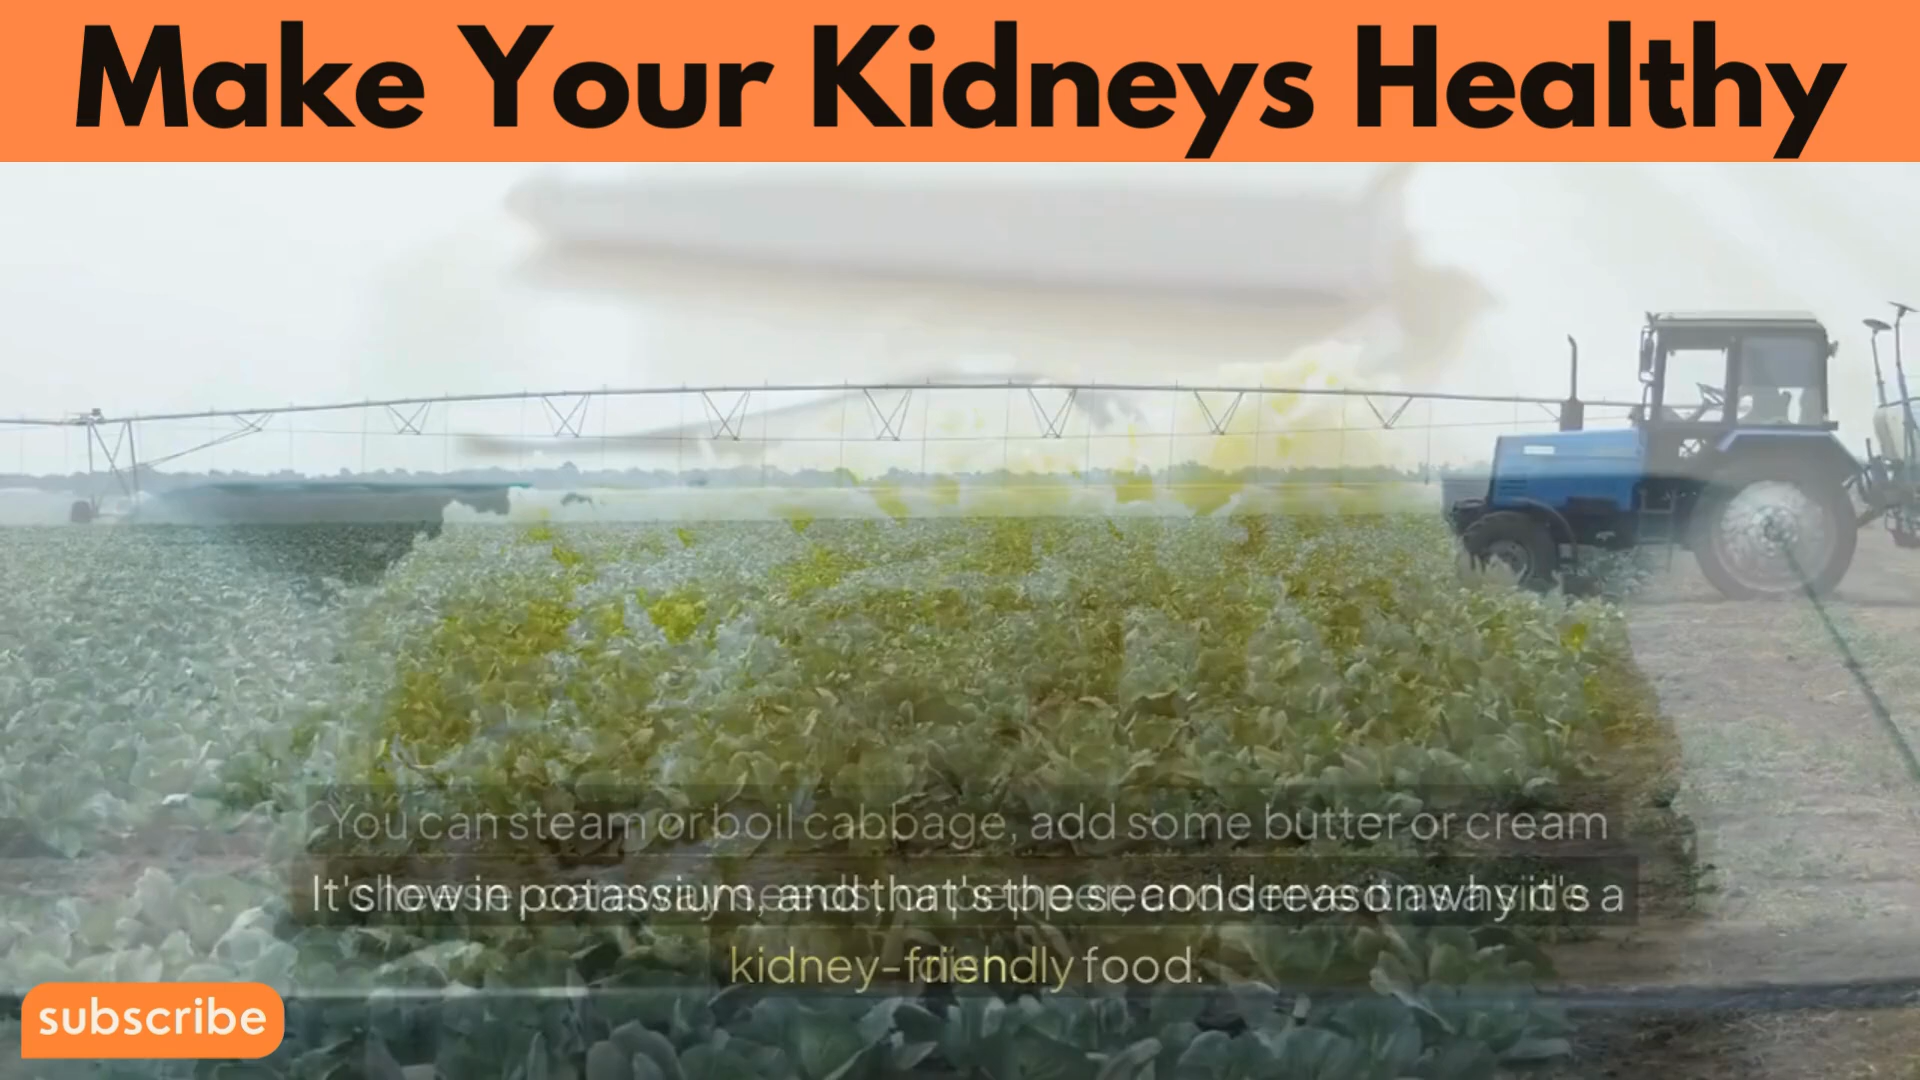 Make Your Kidneys Healthy
You can steam or boil cabbage, add some butter or cream
It's low in potassium, and that's the second reason why it's a
kidney-friendly food.
subscribe